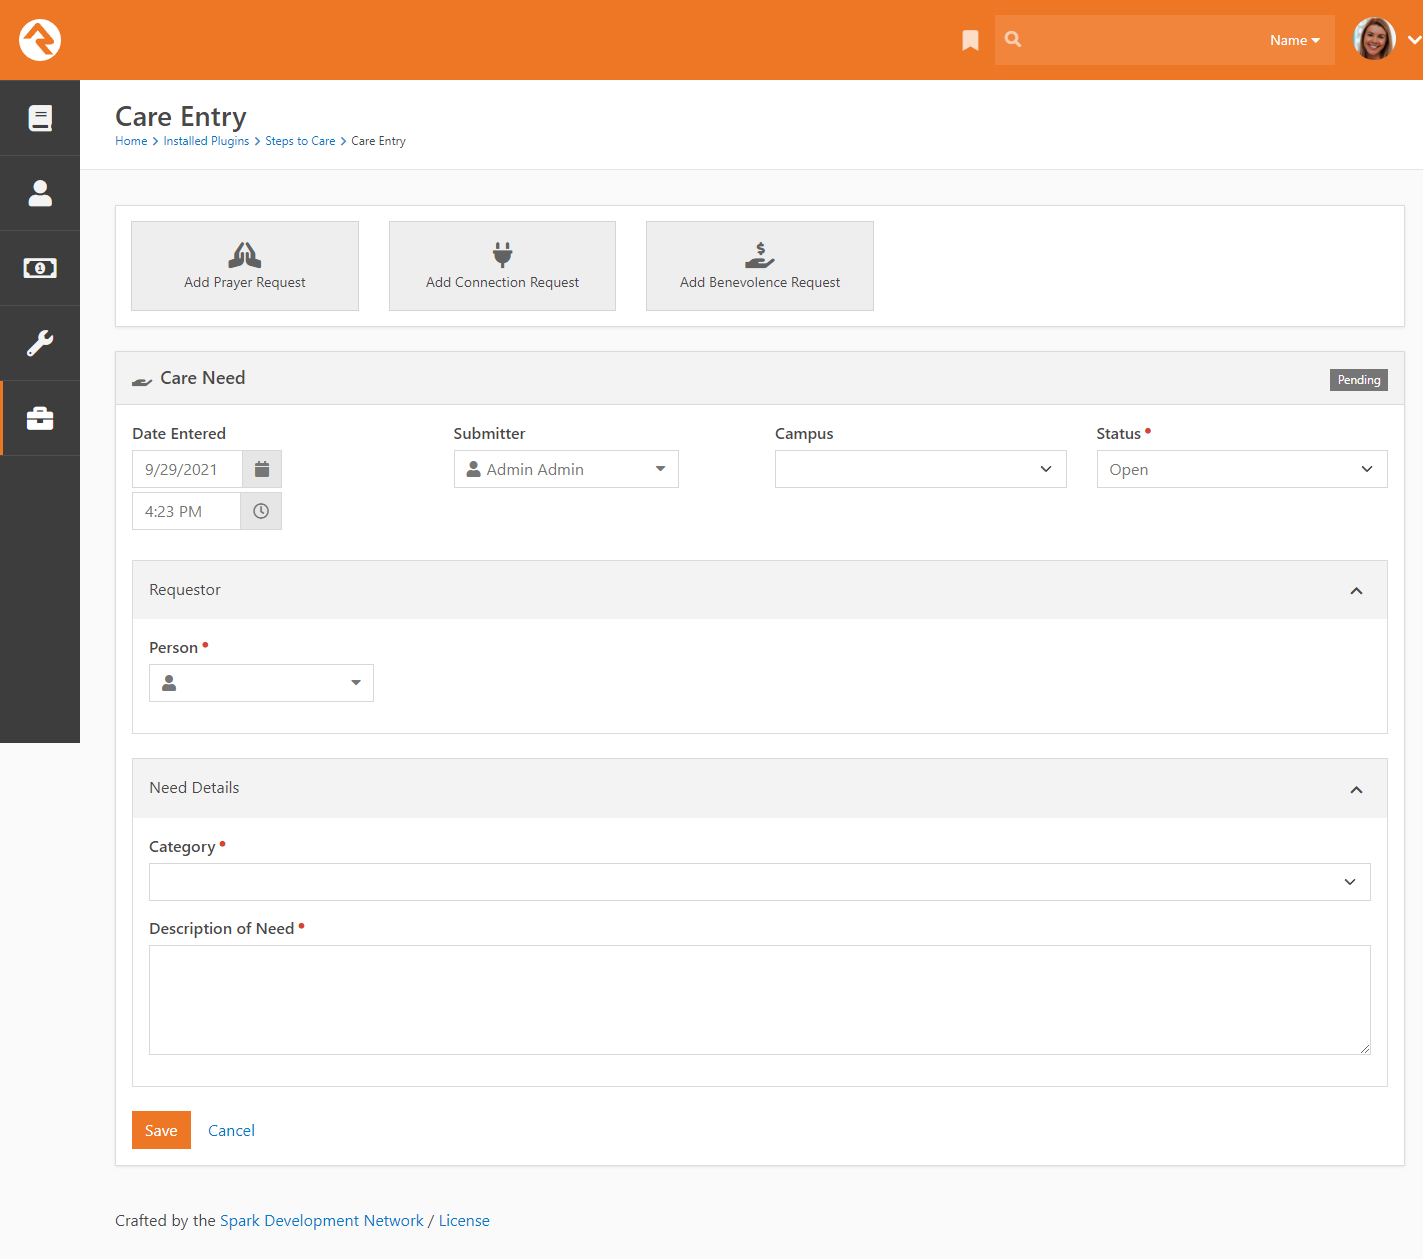 Name
Care Entry
Home > Installed Plugins > Steps to Care > Care Entry
Add Prayer Request
Add Connection Request
$
Add Benevolence Request
Care Need
Pending
Date Entered
Submitter
Campus
Status
9/29/2021
Admin Admin
Open
4:23 PM
Requestor
Person
Need Details
Category
Description of Need
Save
Cancel
Crafted by the Spark Development Network / License